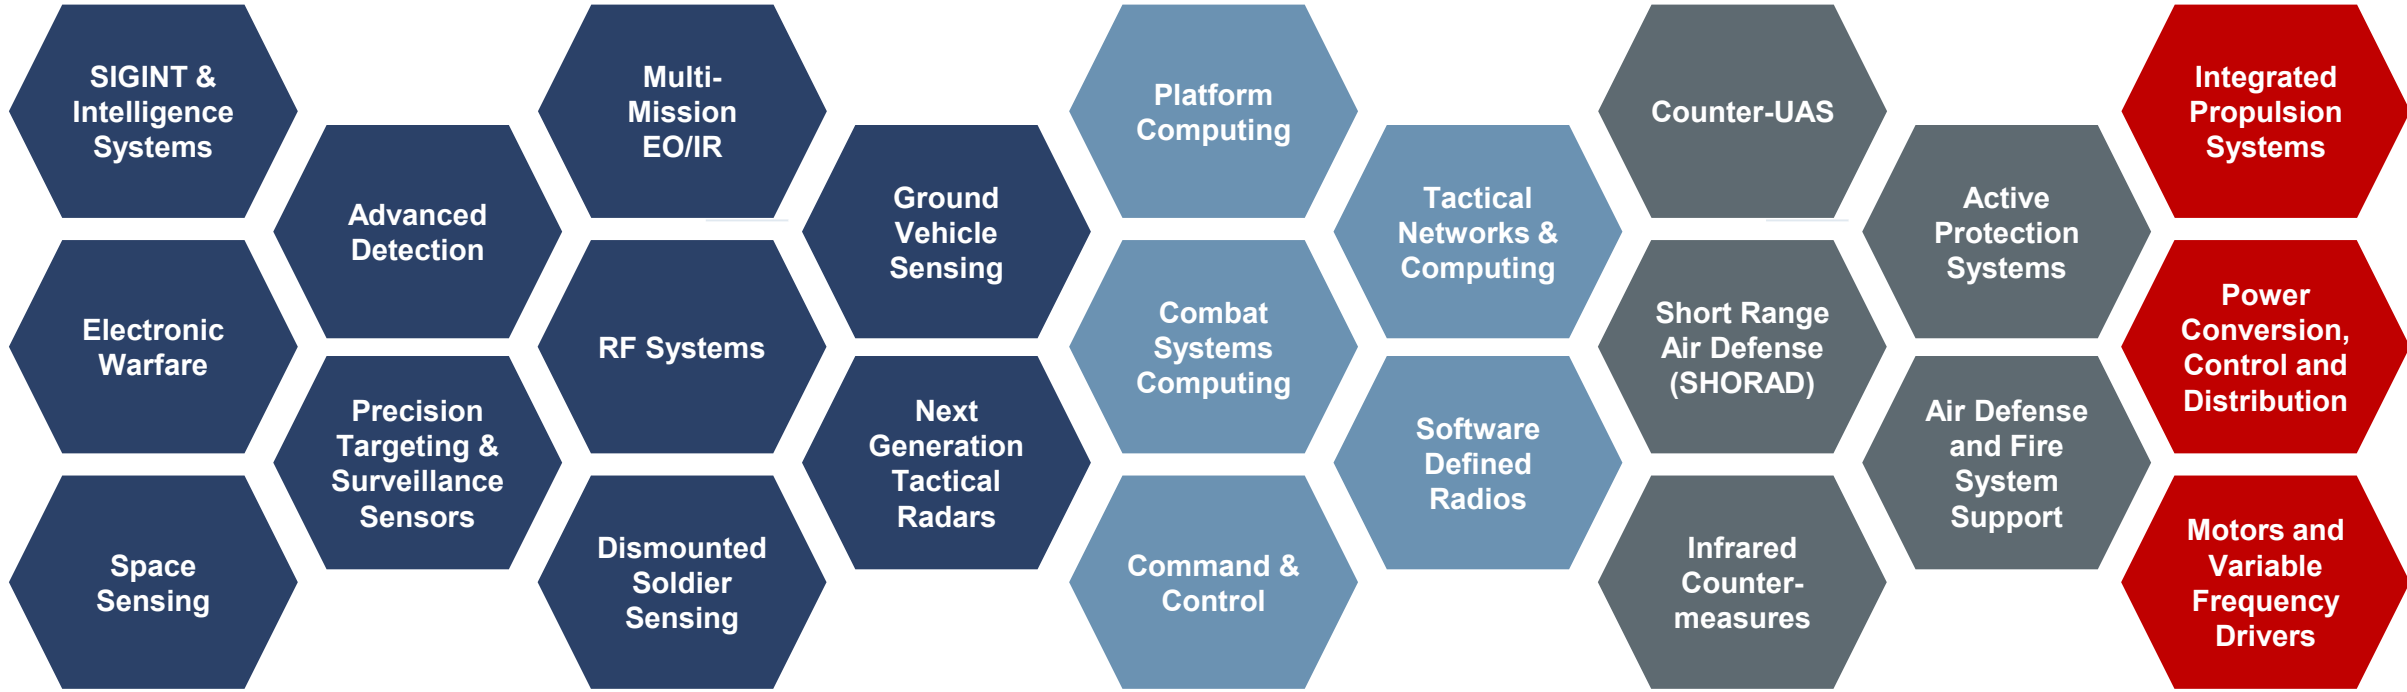 SIGINT &
Intelligence
Systems
Electronic
Warfare
Space
Sensing
Advanced
Detection
Precision
Targeting &
Surveillance
Sensors
Multi-
Mission
EO/IR
RF Systems
Dismounted
Soldier
Sensing
Ground
Vehicle
Sensing
Next
Generation
Tactical
Radars
Platform
Computing
Combat
Systems
Computing
Command &
Control
Tactical
Networks &
Computing
Software
Defined
Radios
Counter-UAS
Short Range
Air Defense
(SHORAD)
Infrared
Counter-
measures
Active
Protection
Systems
Air Defense
and Fire
System
Support
Integrated
Propulsion
Systems
Power
Conversion,
Control and
Distribution
Motors and
Variable
Frequency
Drivers